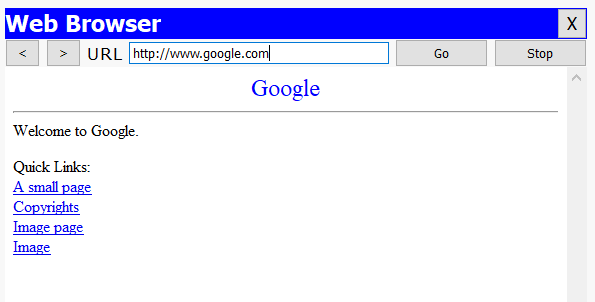 Web Browser X
< > URL http://www.google.com Go Stop
Google
Welcome to Google.
Quick Links:
A small page
Copyrights
Image page
Image